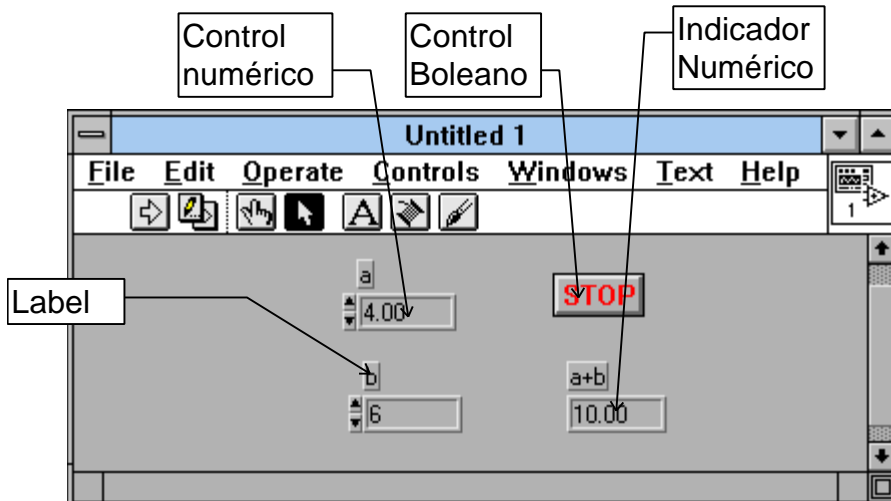 Control
numérico
Control
Boleano
Indicador
Numérico
Untitled 1
File Edit Operate Controls Windows Text Help
A
1
a
STOP
Label
4.00
b
a+b
6
10.00